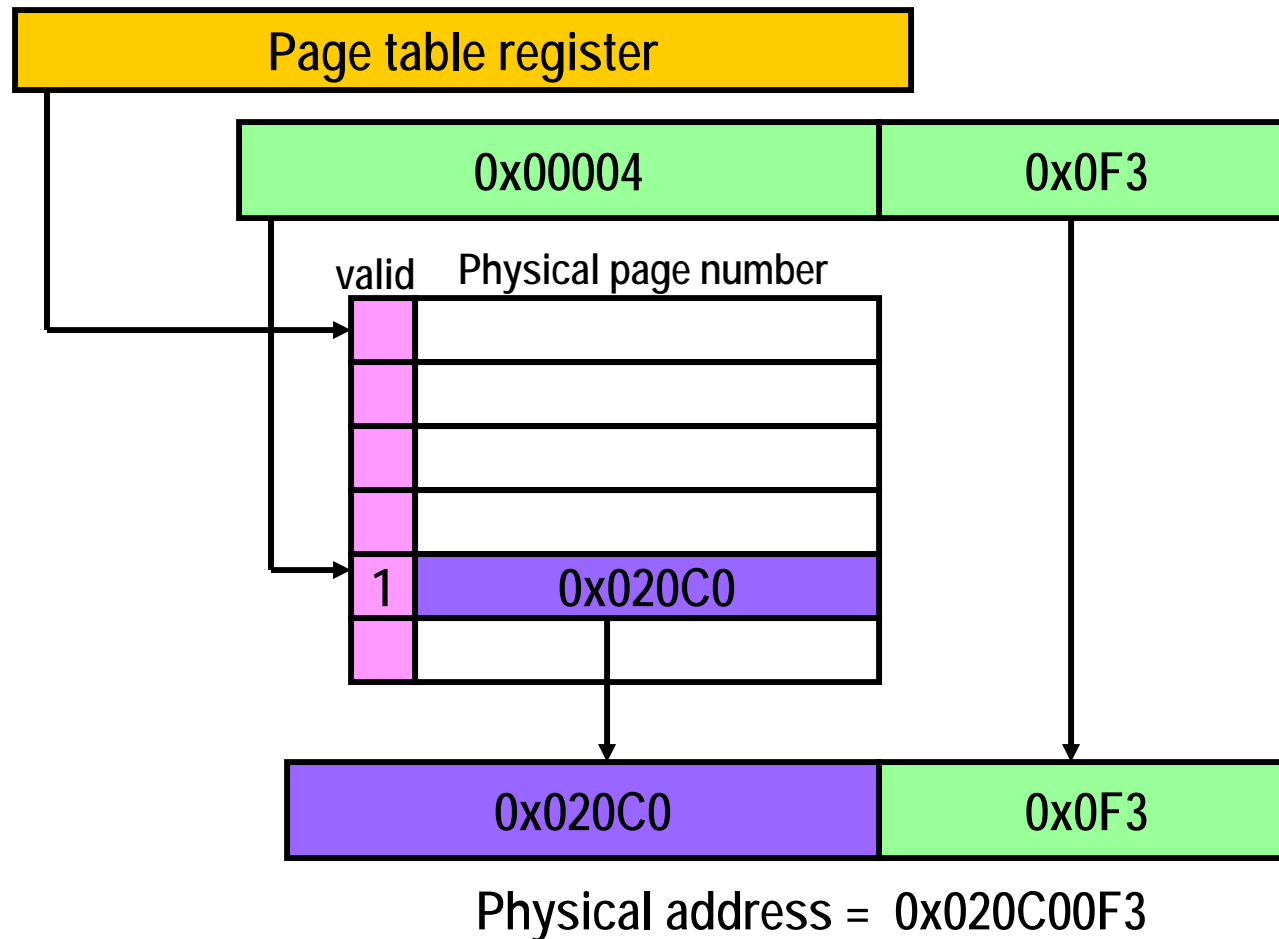 Page table register
0x00004 0x0F3
valid Physical page number
1 0x020C0
0x020C0 0x0F3
Physical address = 0x020C00F3